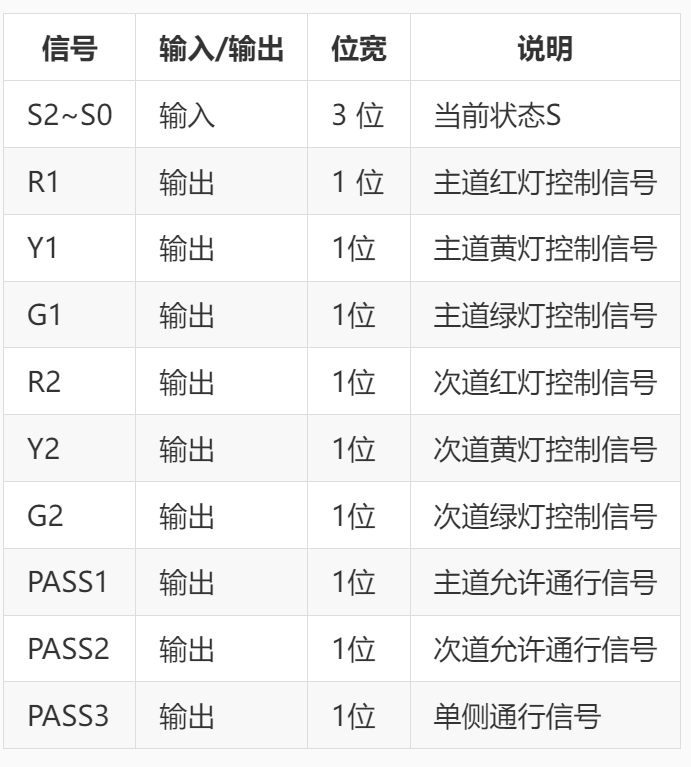 信号 输入/输出 位宽 说明
S2~S0 输入 3 位 当前状态S
R1 输出 1 位 主道红灯控制信号
Y1 输出 1位 主道黄灯控制信号
G1 输出 1位 主道绿灯控制信号
R2 输出 1位 次道红灯控制信号
Y2 输出 1位 次道黄灯控制信号
G2 输出 1位 次道绿灯控制信号
PASS1 输出 1位 主道允许通行信号
PASS2 输出 1位 次道允许通行信号
PASS3 输出 1位 单侧通行信号